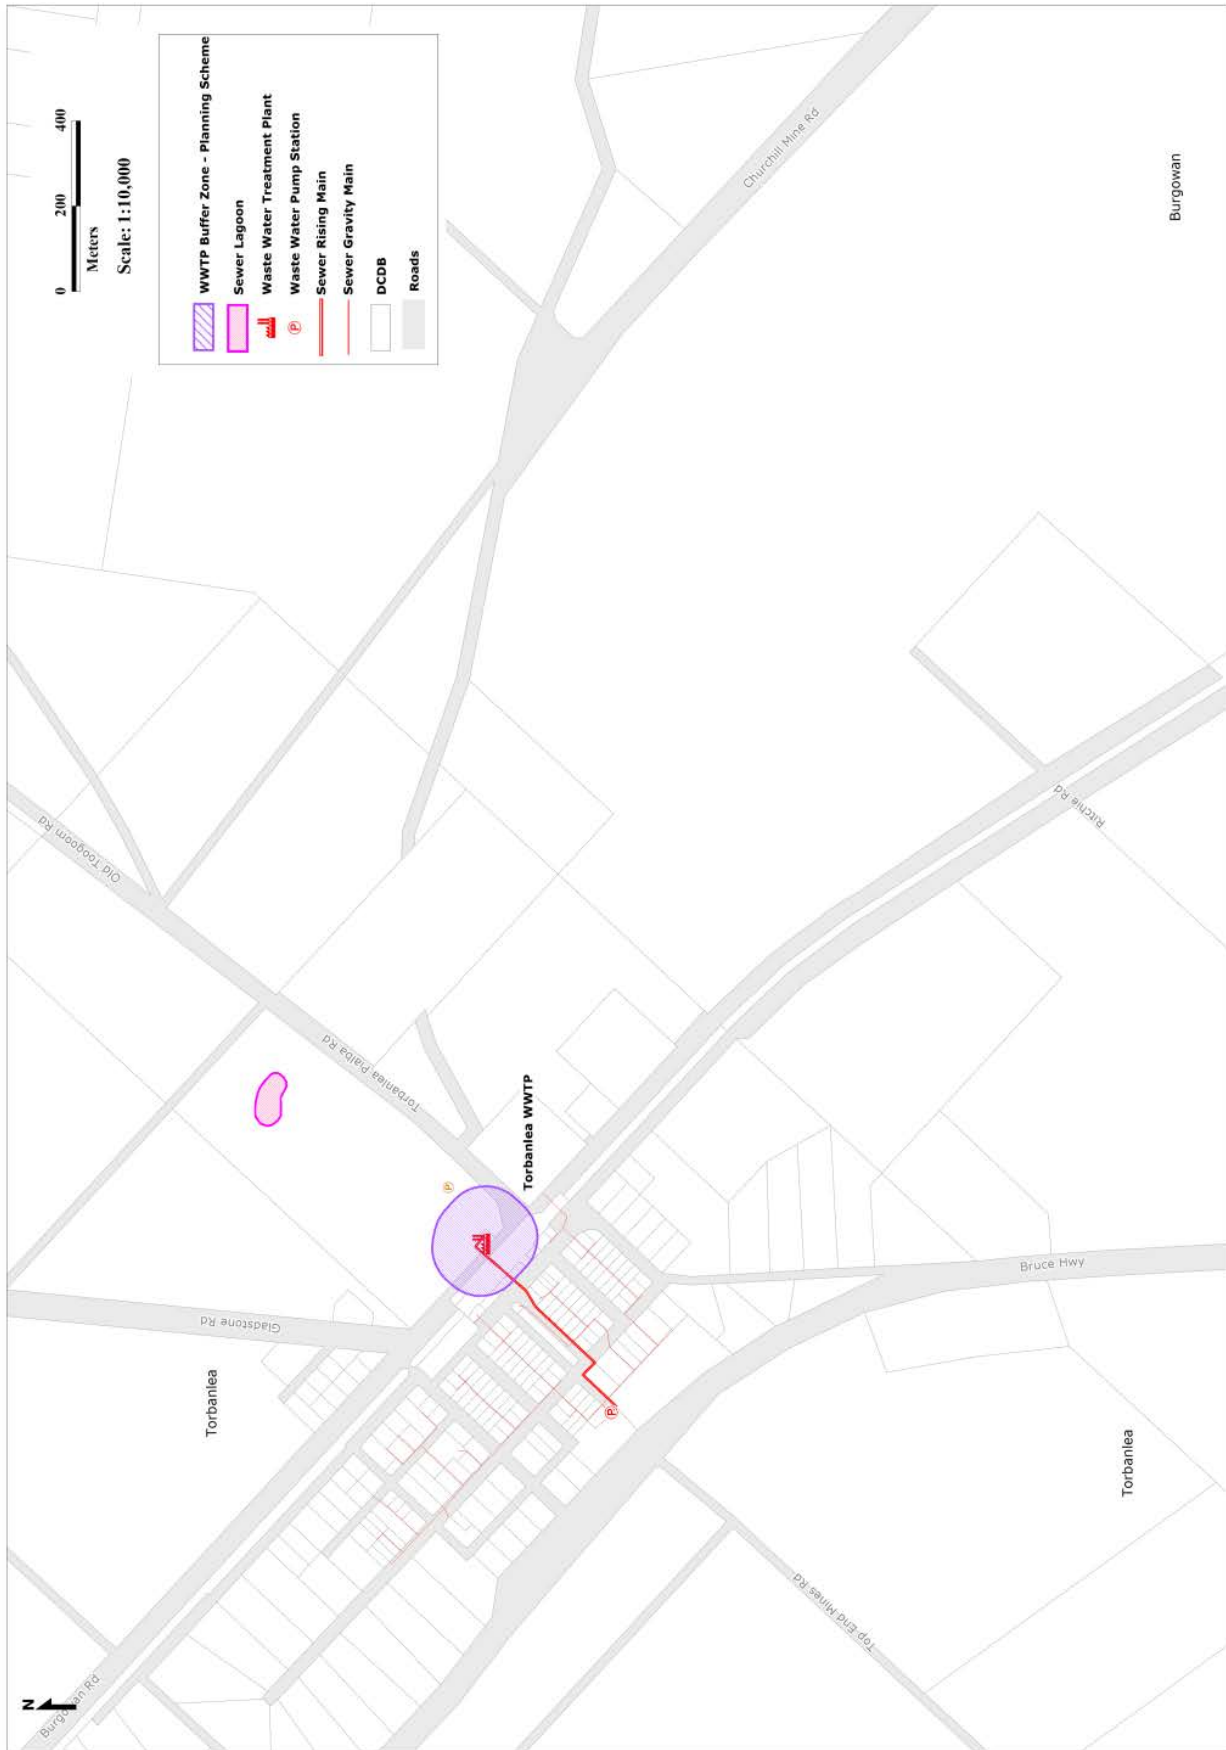 N
0 200 400
Meters
Scale: 1:10,000
WWTP Buffer Zone - Planning Scheme
Sewer Lagoon
Waste Water Treatment Plant
P
Waste Water Pump Station
Sewer Rising Main
Sewer Gravity Main
DCDB
Roads
Burgowan Rd
Torbanlea
Gladstone Rd
Old Toogoom Rd
Torbanlea Pialba Rd
P
Torbanlea WWTP
P
Churchill Mine Rd
Bruce Hwy
Ritchie Rd
Top End Mines Rd
Torbanlea
Burgowan